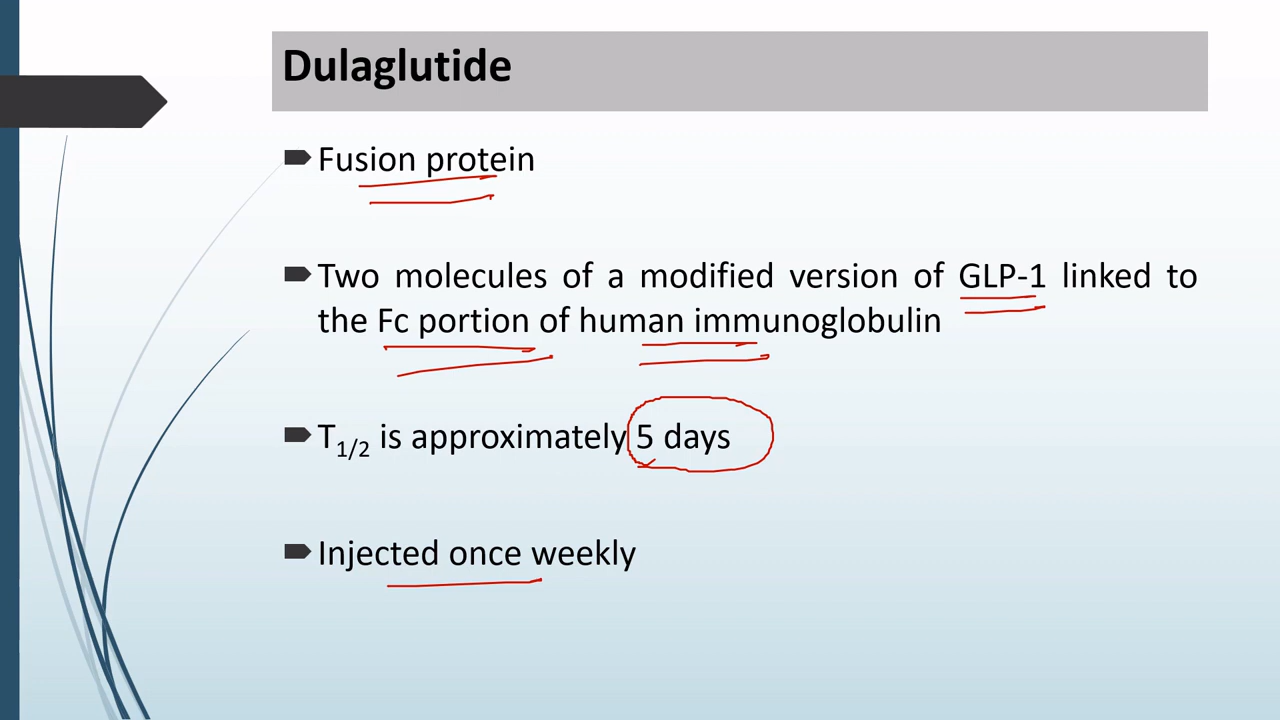 Dulaglutide
Fusion protein
Two molecules of a modified version of GLP-1 linked to
the Fc portion of human immunoglobulin
T1/2 is approximately 5 days
Injected once weekly